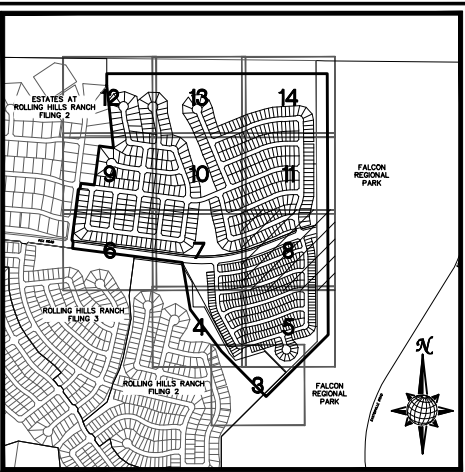 ESTATES AT
ROLLING HILLS RANCH
FILING 2
12
13
14
9
10
11
FALCON
REGIONAL
PARK
6
7
8
ROLLING HILLS RANCH
FILING 3
4
5
ROLLING HILLS RANCH
FILING 2
3
FALCON
REGIONAL
PARK
N